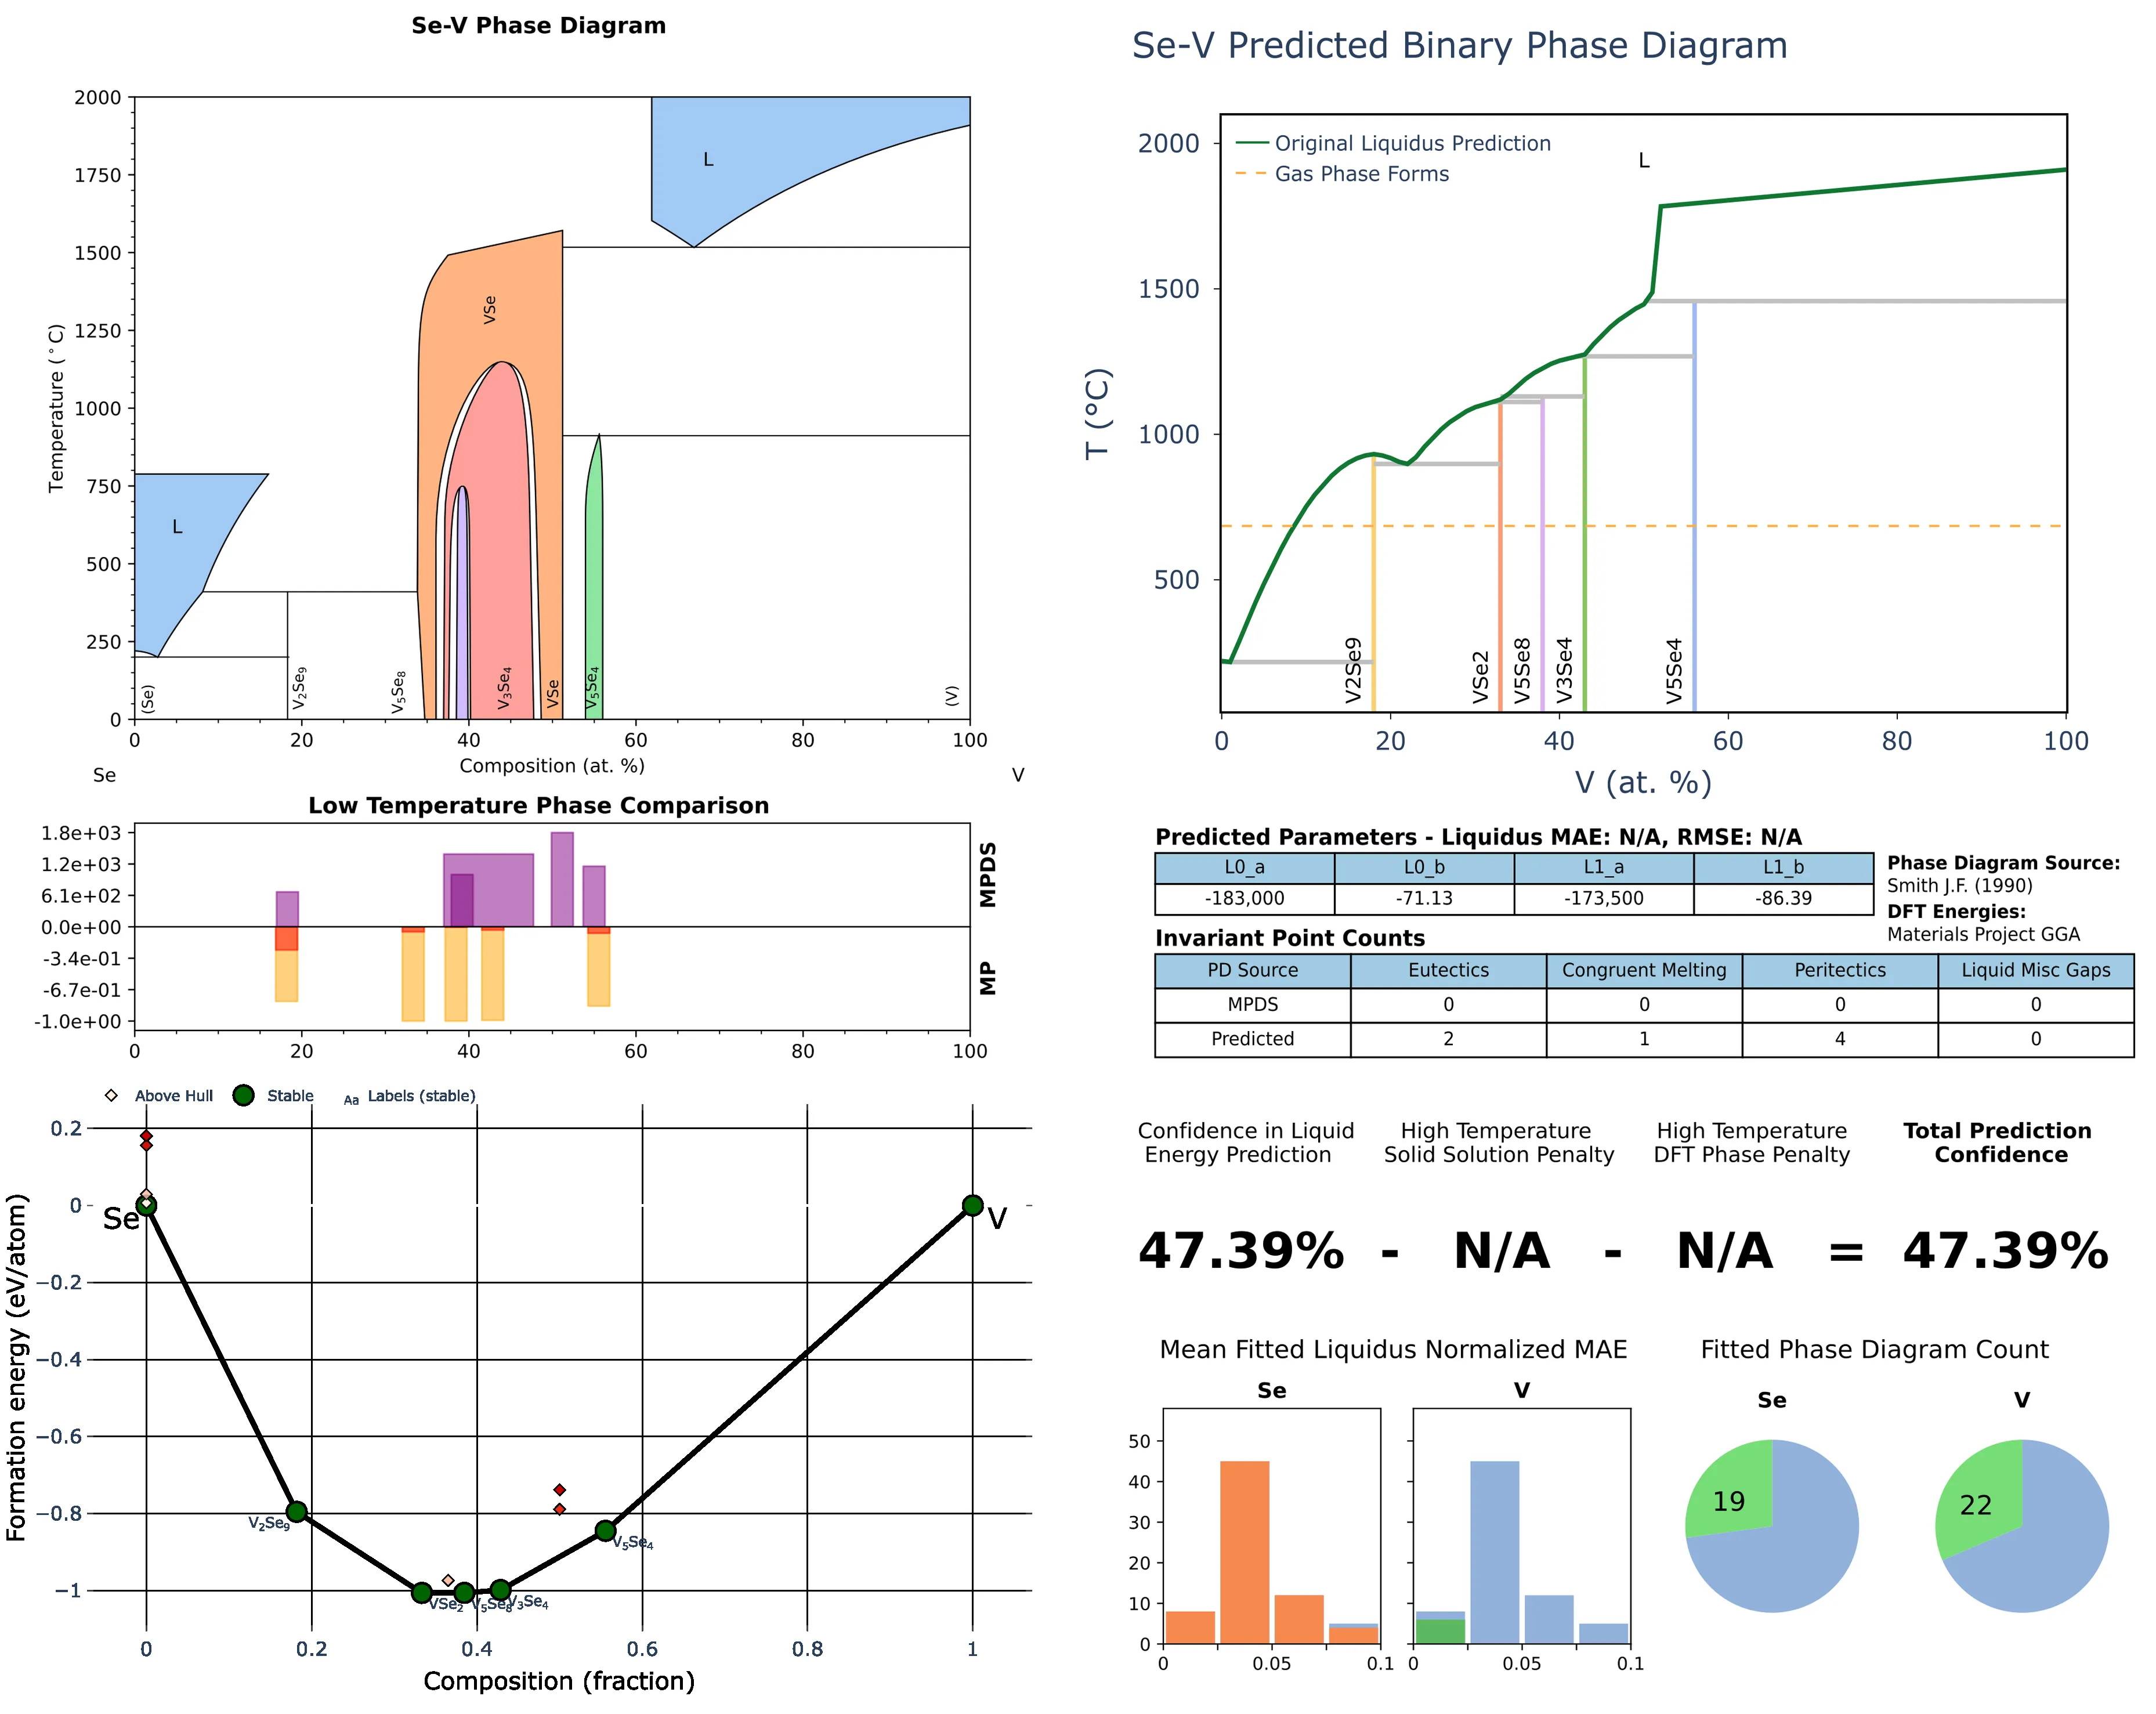 Se-V Phase Diagram
2000
1750
1500
1250
1000
750
500
250
0
Temperature (°C)
L
L
VSe
(Se)
V₂Se₉
V₅Se₈
V₃Se₄
VSe
V₅Se₄
(V)
0 20 40 60 80 100
Composition (at. %)
Se V
Low Temperature Phase Comparison
1.8e+03
1.2e+03
6.1e+02
0.0e+00
-3.4e-01
-6.7e-01
-1.0e+00
MPDS
MP
0 20 40 60 80 100
Above Hull Stable Aa Labels (stable)
0.2
0
−0.2
−0.4
−0.6
−0.8
−1
Formation energy (eV/atom)
Se
V
V₂Se₉
VSe₂
V₅Se₈
V₃Se₄
V₅Se₄
0 0.2 0.4 0.6 0.8 1
Composition (fraction)
Se-V Predicted Binary Phase Diagram
Original Liquidus Prediction
Gas Phase Forms
L
2000
1500
1000
500
T (°C)
V2Se9
VSe2
V5Se8
V3Se4
V5Se4
0 20 40 60 80 100
V (at. %)
Predicted Parameters - Liquidus MAE: N/A, RMSE: N/A
L0_a L0_b L1_a L1_b
-183,000 -71.13 -173,500 -86.39
Phase Diagram Source:
Smith J.F. (1990)
DFT Energies:
Materials Project GGA
Invariant Point Counts
PD Source Eutectics Congruent Melting Peritectics Liquid Misc Gaps
MPDS 0 0 0 0
Predicted 2 1 4 0
Confidence in Liquid
Energy Prediction
High Temperature
Solid Solution Penalty
High Temperature
DFT Phase Penalty
Total Prediction
Confidence
47.39% - N/A - N/A = 47.39%
Mean Fitted Liquidus Normalized MAE
Se
V
50
40
30
20
10
0
0 0.05 0.1
0 0.05 0.1
Fitted Phase Diagram Count
Se
V
19
22